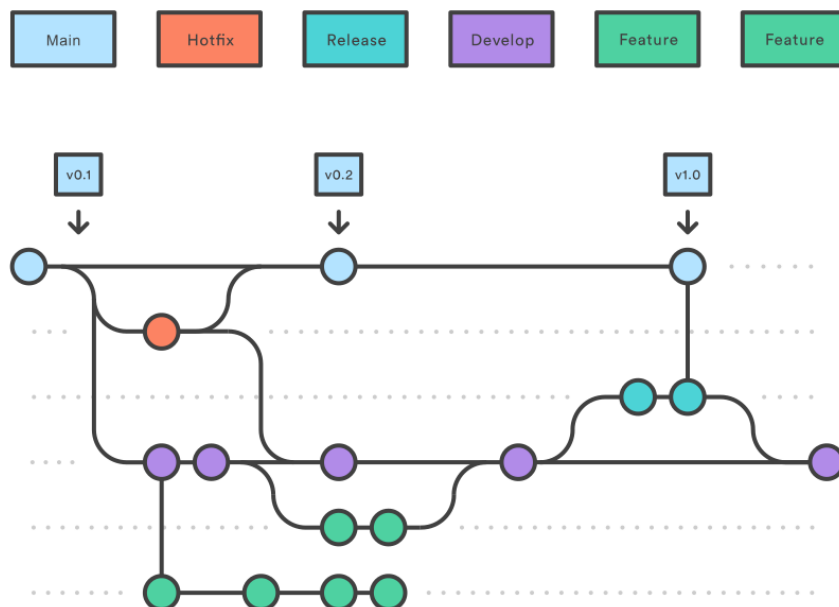 Main
Hotfix
Release
Develop
Feature
Feature
v0.1
v0.2
v1.0